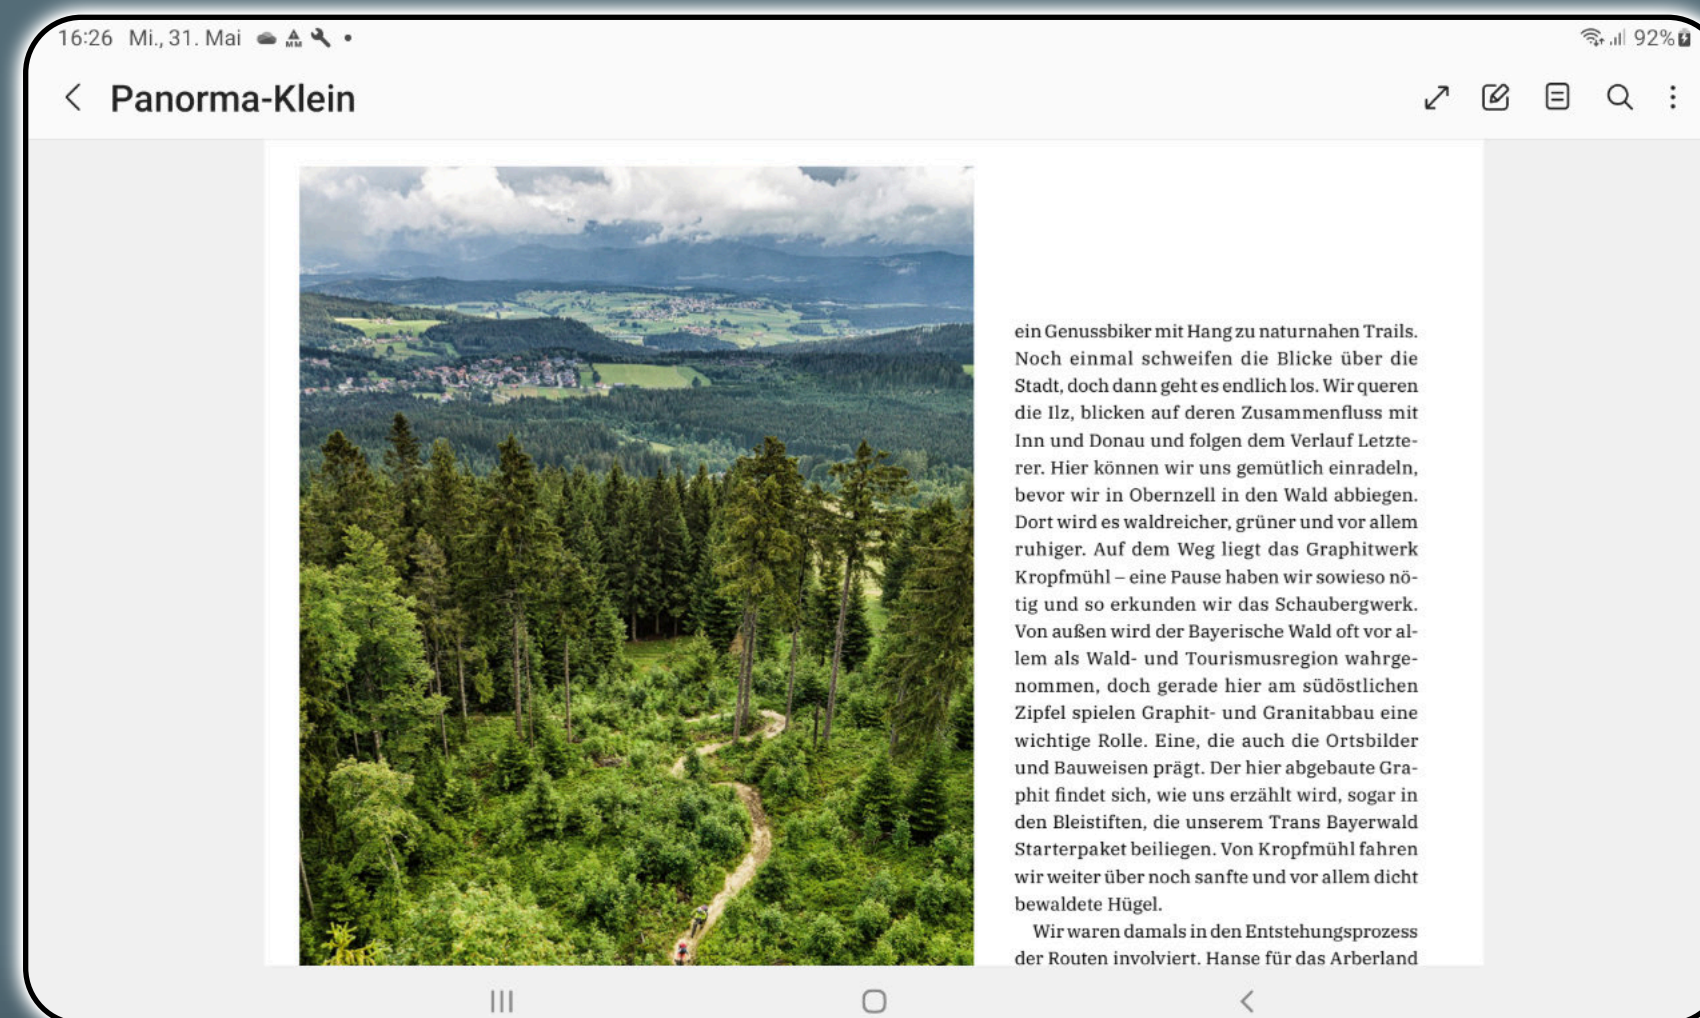 16:26 Mi., 31. Mai
92%
Panorma-Klein
ein Genussbiker mit Hang zu naturnahen Trails.
Noch einmal schweifen die Blicke über die
Stadt, doch dann geht es endlich los. Wir queren
die Ilz, blicken auf deren Zusammenfluss mit
Inn und Donau und folgen dem Verlauf Letzte-
rer. Hier können wir uns gemütlich einradeln,
bevor wir in Obernzell in den Wald abbiegen.
Dort wird es waldreicher, grüner und vor allem
ruhiger. Auf dem Weg liegt das Graphitwerk
Kropfmühl – eine Pause haben wir sowieso nö-
tig und so erkunden wir das Schaubergwerk.
Von außen wird der Bayerische Wald oft vor al-
lem als Wald- und Tourismusregion wahrge-
nommen, doch gerade hier am südöstlichen
Zipfel spielen Graphit- und Granitabbau eine
wichtige Rolle. Eine, die auch die Ortsbilder
und Bauweisen prägt. Der hier abgebaute Gra-
phit findet sich, wie uns erzählt wird, sogar in
den Bleistiften, die unserem Trans Bayerwald
Starterpaket beiliegen. Von Kropfmühl fahren
wir weiter über noch sanfte und vor allem dicht
bewaldete Hügel.
Wir waren damals in den Entstehungsprozess
der Routen involviert. Hanse für das Arberland